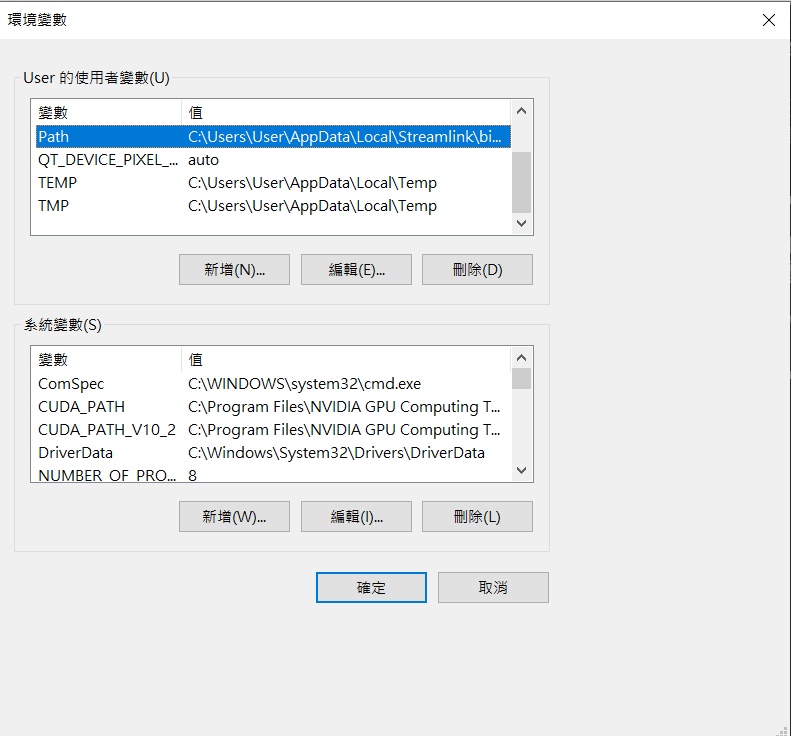 環境變數
User 的使用者變數(U)
變數 值
Path C:\Users\User\AppData\Local\Streamlink\bi...
QT_DEVICE_PIXEL_... auto
TEMP C:\Users\User\AppData\Local\Temp
TMP C:\Users\User\AppData\Local\Temp
新增(N)... 編輯(E)... 刪除(D)
系統變數(S)
變數 值
ComSpec C:\WINDOWS\system32\cmd.exe
CUDA_PATH C:\Program Files\NVIDIA GPU Computing T...
CUDA_PATH_V10_2 C:\Program Files\NVIDIA GPU Computing T...
DriverData C:\Windows\System32\Drivers\DriverData
NUMBER_OF_PRO... 8
新增(W)... 編輯(I)... 刪除(L)
確定 取消